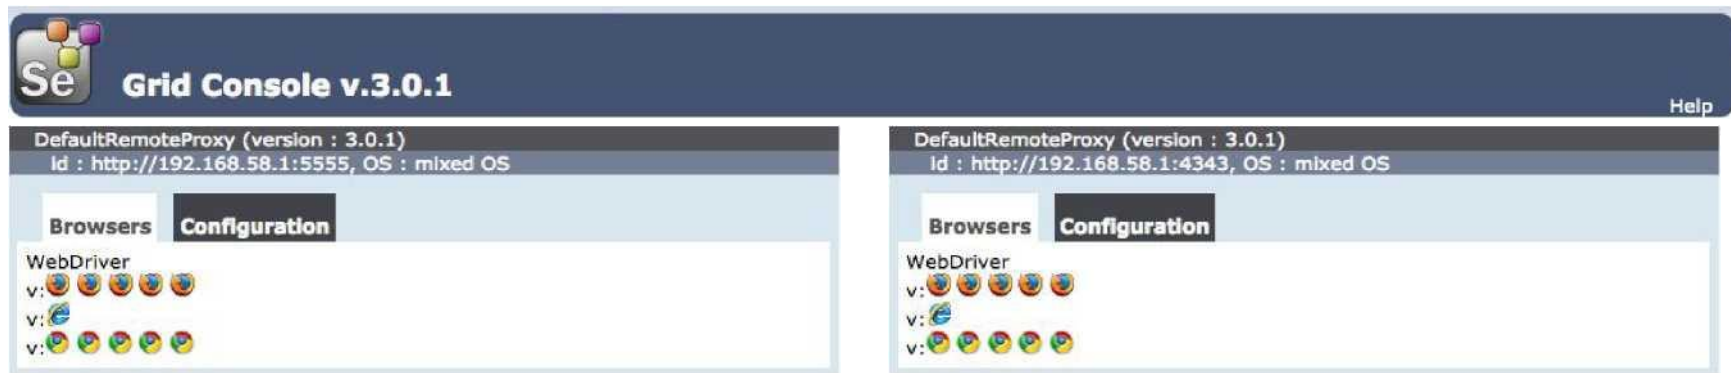 Se
Grid Console v.3.0.1
Help
DefaultRemoteProxy (version : 3.0.1)
id : http://192.168.58.1:5555, OS : mixed OS
Browsers Configuration
WebDriver
v:
v:
v:
DefaultRemoteProxy (version : 3.0.1)
id : http://192.168.58.1:4343, OS : mixed OS
Browsers Configuration
WebDriver
v:
v:
v: